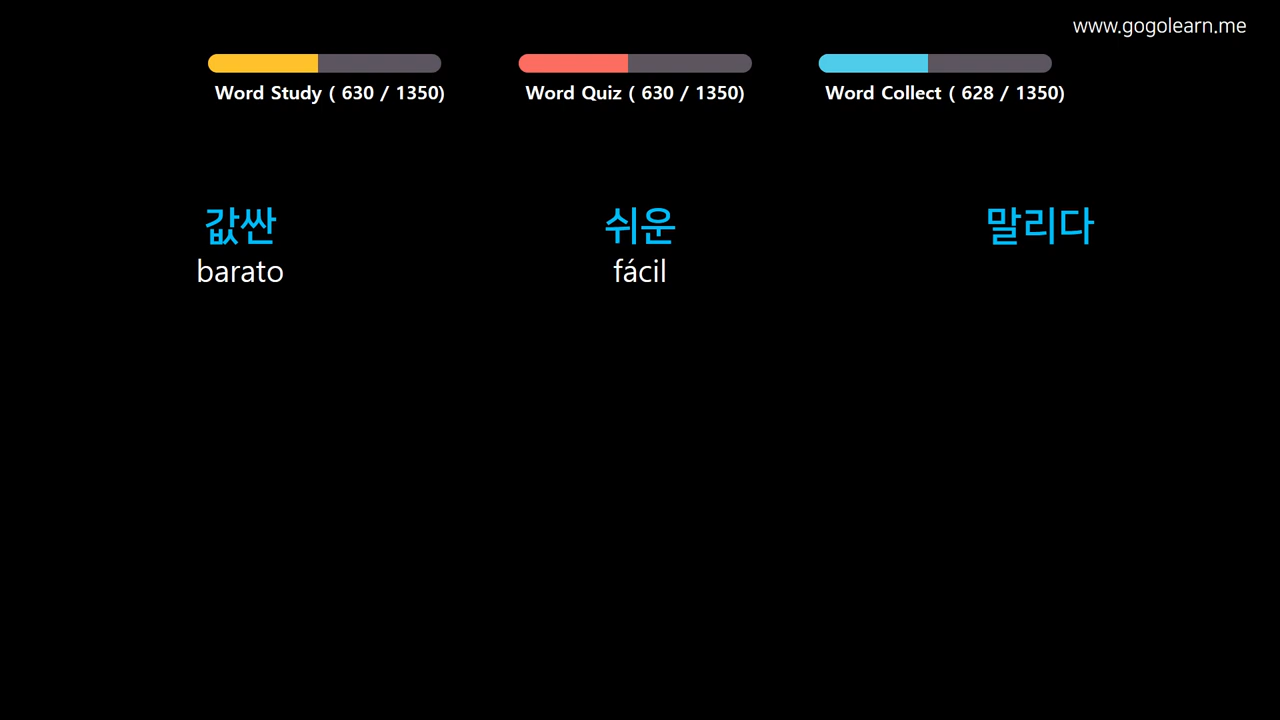 www.gogolearn.me
Word Study ( 630 / 1350)
Word Quiz ( 630 / 1350)
Word Collect ( 628 / 1350)
값싼
barato
쉬운
fácil
말리다